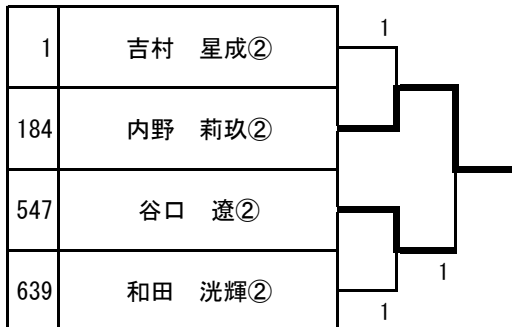 1 吉村 星成② 1
184 内野 莉玖②
547 谷口 遼②
1
639 和田 洸輝② 1